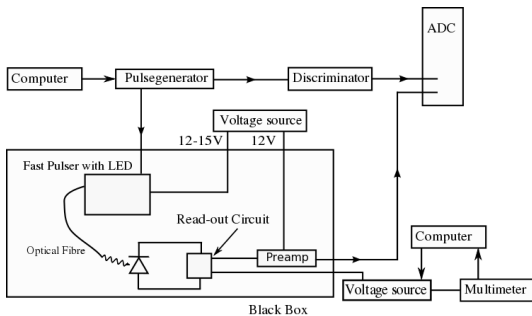 ADC
Computer
Pulsegenerator
Discriminator
Voltage source
12-15V
12V
Fast Pulser with LED
Read-out Circuit
Optical Fibre
Preamp
Computer
Voltage source
Multimeter
Black Box